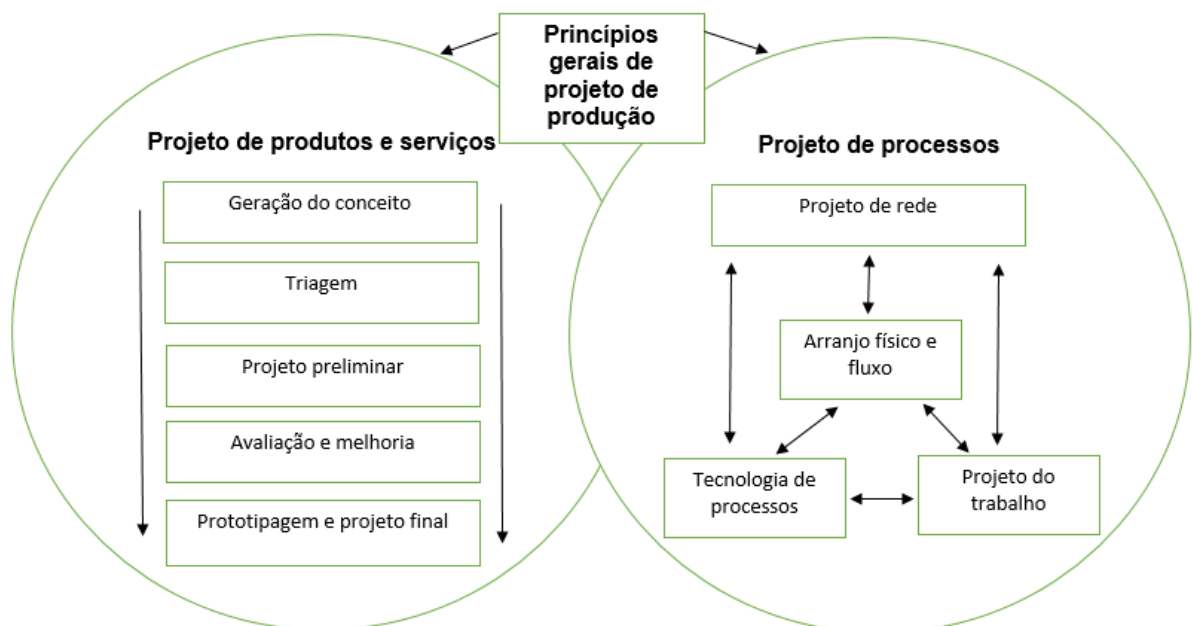 Princípios
gerais de
projeto de
produção
Projeto de produtos e serviços
Geração do conceito
Triagem
Projeto preliminar
Avaliação e melhoria
Prototipagem e projeto final
Projeto de processos
Projeto de rede
Arranjo físico e
fluxo
Tecnologia de
processos
Projeto do
trabalho